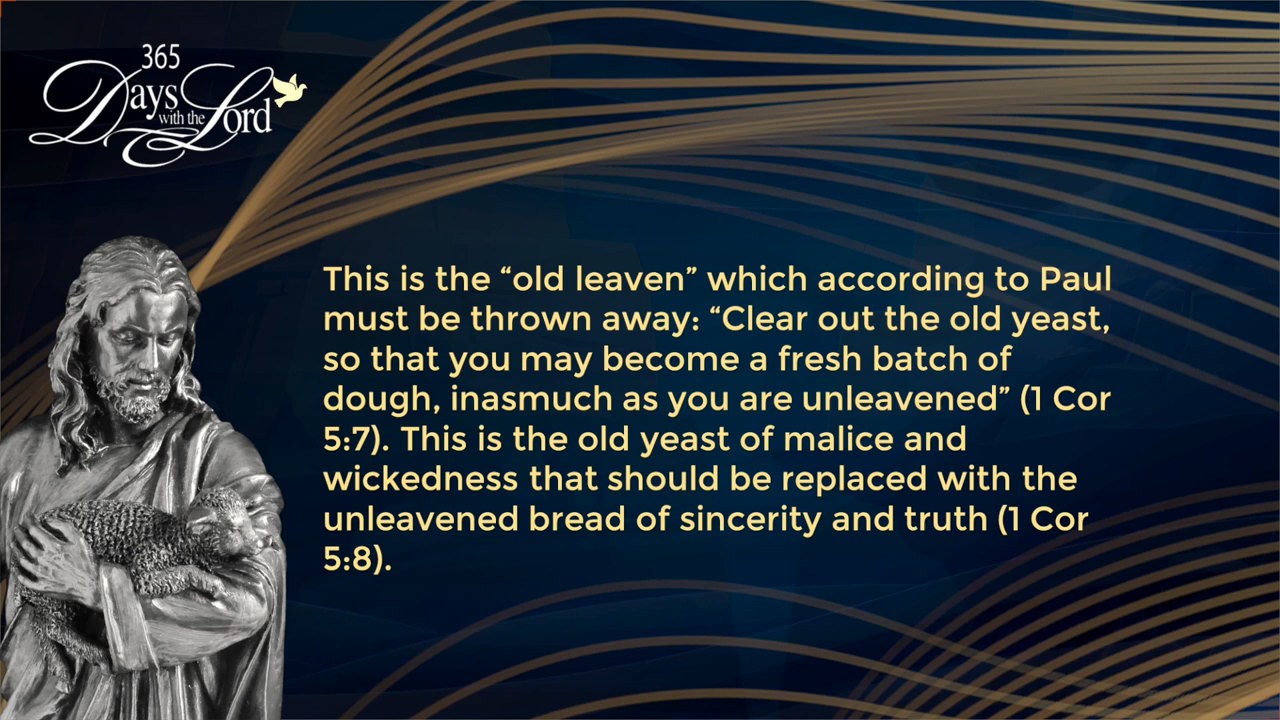 365
Days
with the
Lord
This is the “old leaven” which according to Paul
must be thrown away: “Clear out the old yeast,
so that you may become a fresh batch of
dough, inasmuch as you are unleavened” (1 Cor
5:7). This is the old yeast of malice and
wickedness that should be replaced with the
unleavened bread of sincerity and truth (1 Cor
5:8).